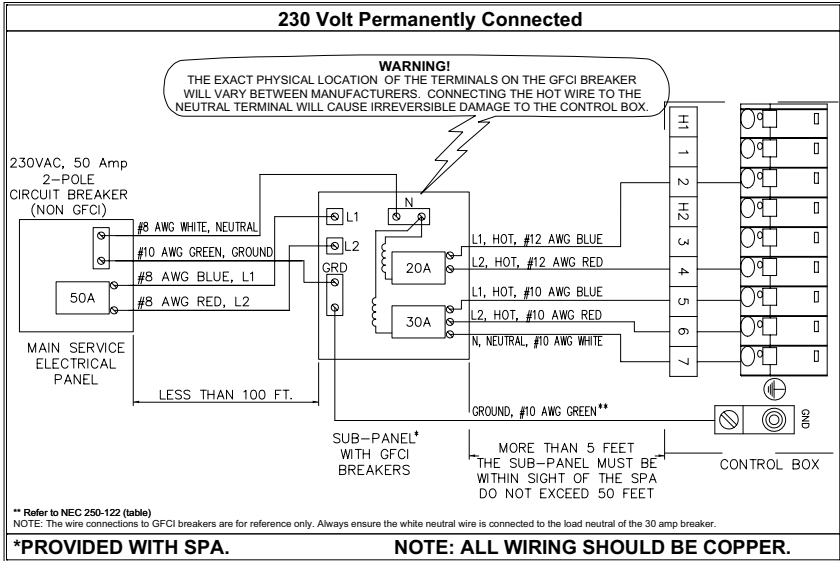 230 Volt Permanently Connected
WARNING!
THE EXACT PHYSICAL LOCATION OF THE TERMINALS ON THE GFCI BREAKER
WILL VARY BETWEEN MANUFACTURERS. CONNECTING THE HOT WIRE TO THE
NEUTRAL TERMINAL WILL CAUSE IRREVERSIBLE DAMAGE TO THE CONTROL BOX.
230VAC, 50 Amp
2-POLE
CIRCUIT BREAKER
(NON GFCI)
#8 AWG WHITE, NEUTRAL
#10 AWG GREEN, GROUND
#8 AWG BLUE, L1
#8 AWG RED, L2
50A
MAIN SERVICE
ELECTRICAL
PANEL
LESS THAN 100 FT.
N
L1
L2
GRD
20A
30A
SUB-PANEL*
WITH GFCI
BREAKERS
L1, HOT, #12 AWG BLUE
L2, HOT, #12 AWG RED
L1, HOT, #10 AWG BLUE
L2, HOT, #10 AWG RED
N, NEUTRAL, #10 AWG WHITE
GROUND, #10 AWG GREEN**
MORE THAN 5 FEET
THE SUB-PANEL MUST BE
WITHIN SIGHT OF THE SPA
DO NOT EXCEED 50 FEET
H1
1
2
H2
3
4
5
6
7
GND
CONTROL BOX
** Refer to NEC 250-122 (table)
NOTE: The wire connections to GFCI breakers are for reference only. Always ensure the white neutral wire is connected to the load neutral of the 30 amp breaker.
*PROVIDED WITH SPA.
NOTE: ALL WIRING SHOULD BE COPPER.